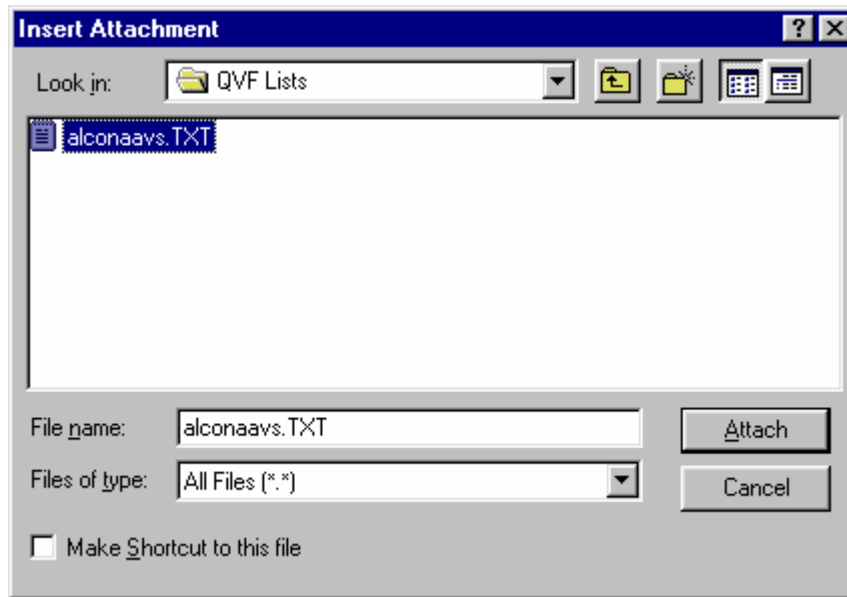 Insert Attachment
Look in: QVF Lists
alconaavs.TXT
File name: alconaavs.TXT Attach
Files of type: All Files (*.*) Cancel
Make Shortcut to this file